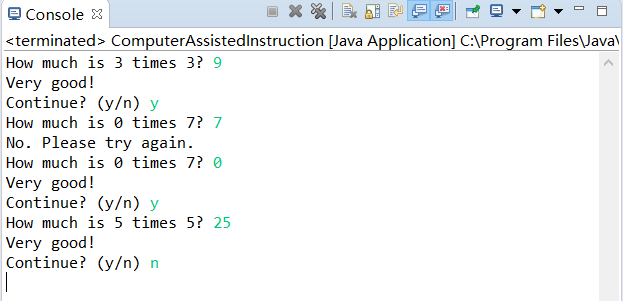 Console
<terminated> ComputerAssistedInstruction [Java Application] C:\Program Files\Java\
How much is 3 times 3? 9
Very good!
Continue? (y/n) y
How much is 0 times 7? 7
No. Please try again.
How much is 0 times 7? 0
Very good!
Continue? (y/n) y
How much is 5 times 5? 25
Very good!
Continue? (y/n) n